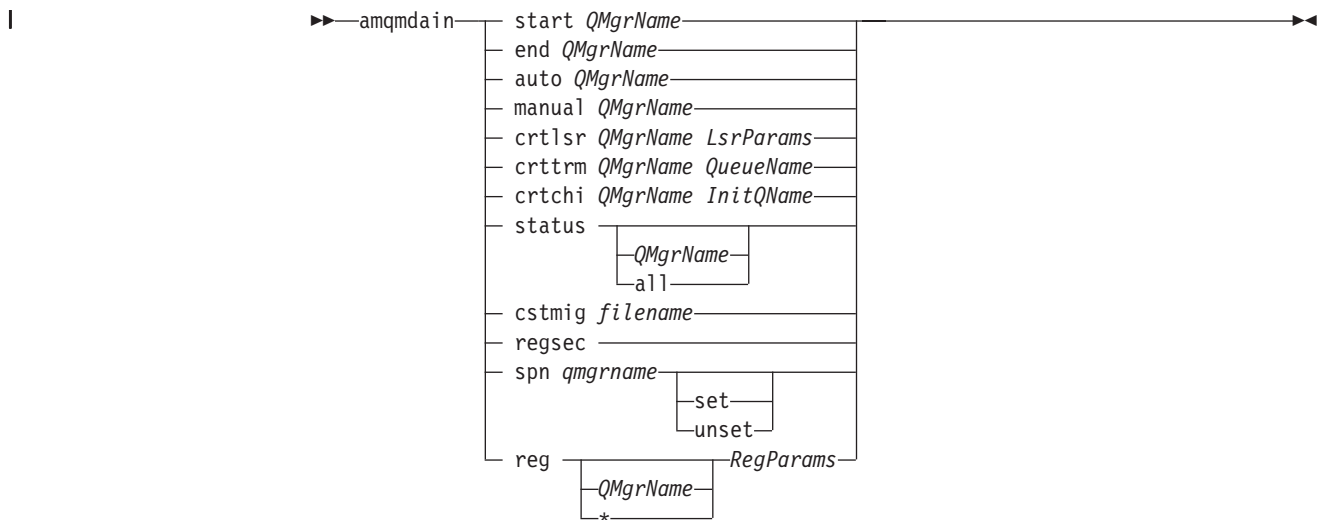 amqmdain start QMgrName
end QMgrName
auto QMgrName
manual QMgrName
crtlsr QMgrName LsrParams
crttrm QMgrName QueueName
crtchi QMgrName InitQName
status
QMgrName
all
cstmig filename
regsec
spn qmgrname
set
unset
reg RegParams
QMgrName
*